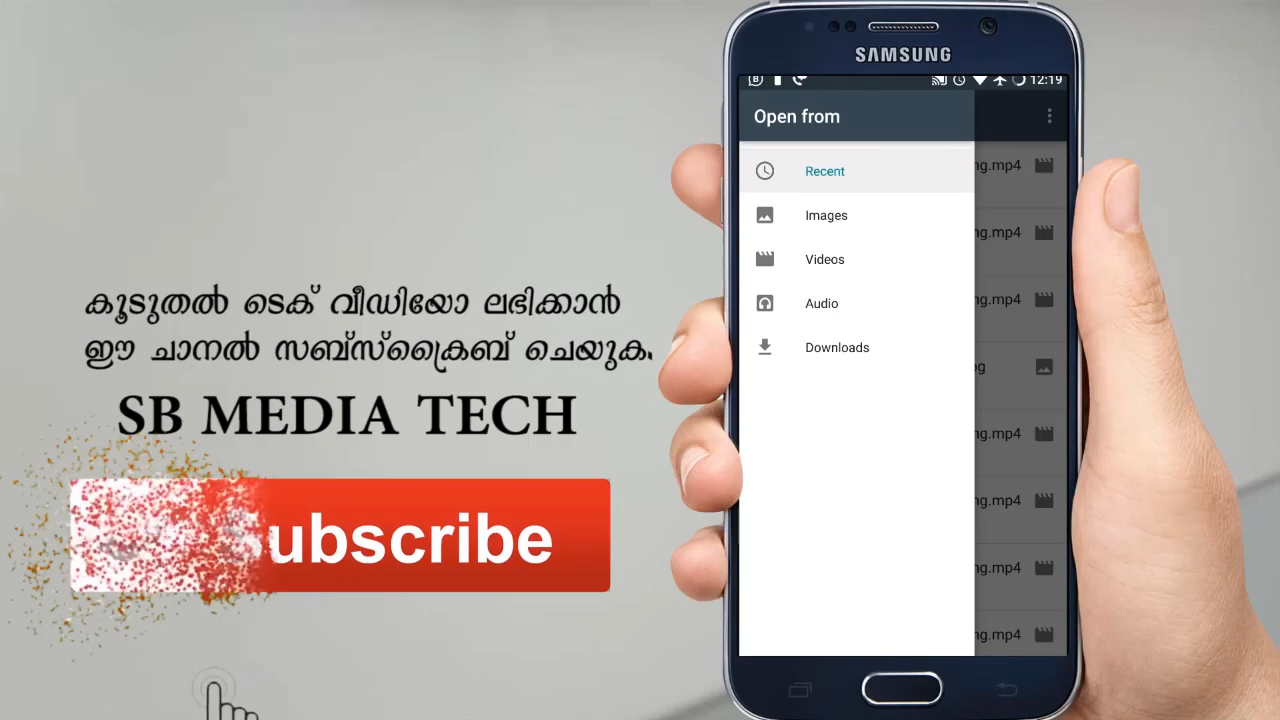 കൂടുതൽ ടെക് വീഡിയോ ലഭിക്കാൻ
ഈ ചാനൽ സബ്സ്ക്രൈബ് ചെയുക.
SB MEDIA TECH
Subscribe
SAMSUNG
12:19
Open from
Recent
Images
Videos
Audio
Downloads
ng.mp4
ng.mp4
ng.mp4
ng.mp4
ng.mp4
ng.mp4
ng.mp4